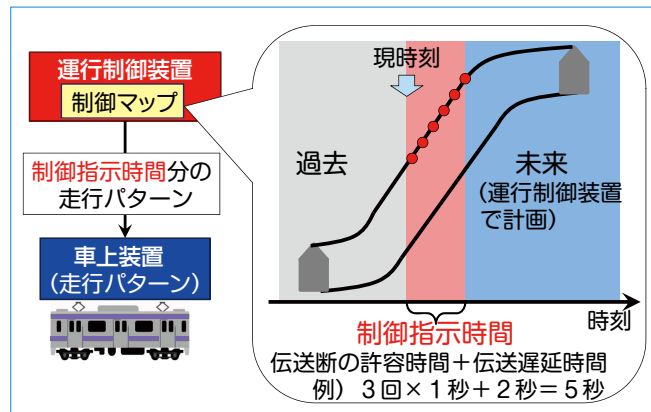 運行制御装置
制御マップ
制御指示時間分の
走行パターン
車上装置
(走行パターン)
現時刻
過去
未来
(運行制御装置
で計画)
時刻
制御指示時間
伝送断の許容時間+伝送遅延時間
例) 3回×1秒+2秒=5秒